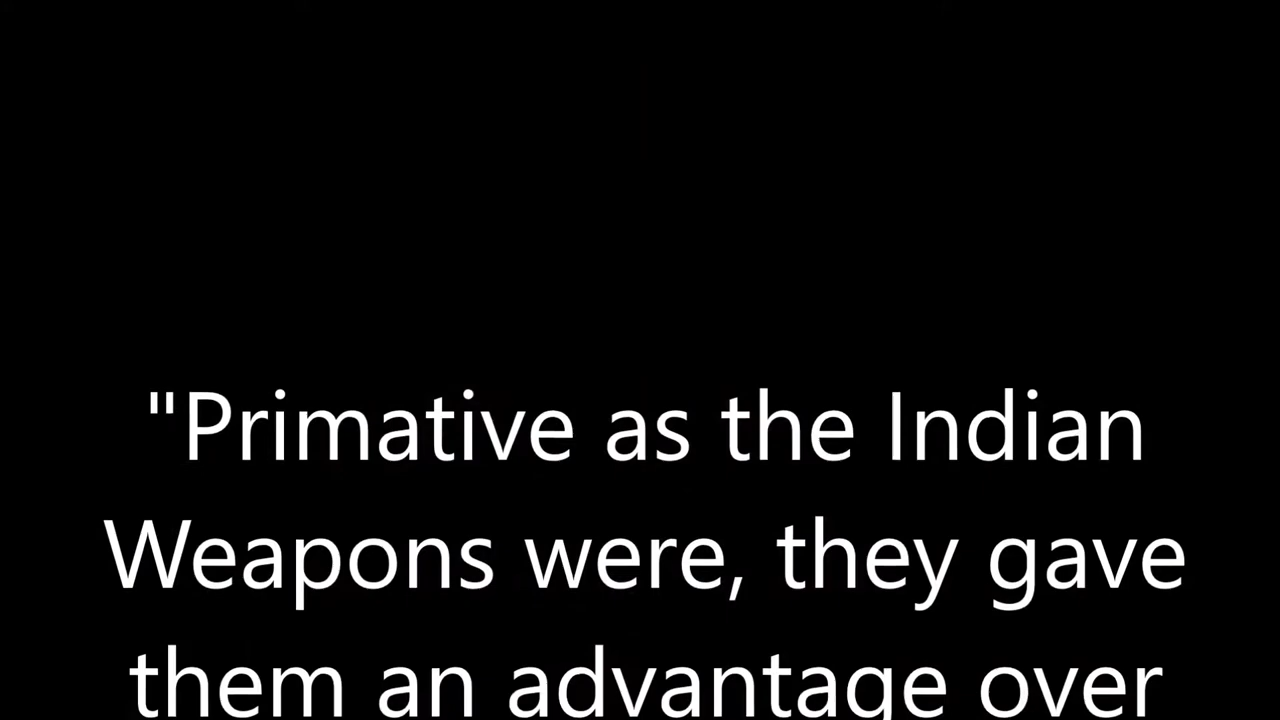 "Primative as the Indian
Weapons were, they gave
them an advantage over